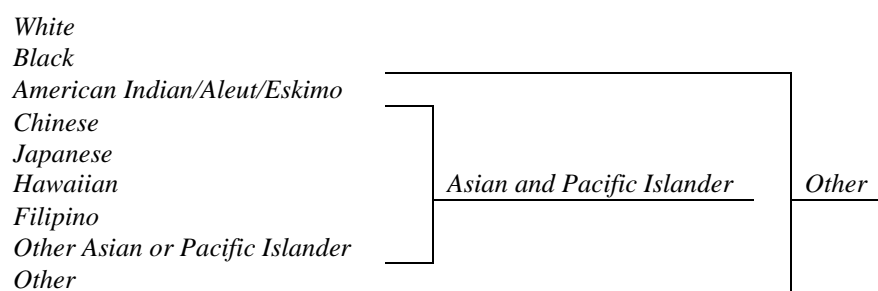 White
Black
American Indian/Aleut/Eskimo
Chinese
Japanese
Hawaiian Asian and Pacific Islander Other
Filipino
Other Asian or Pacific Islander
Other